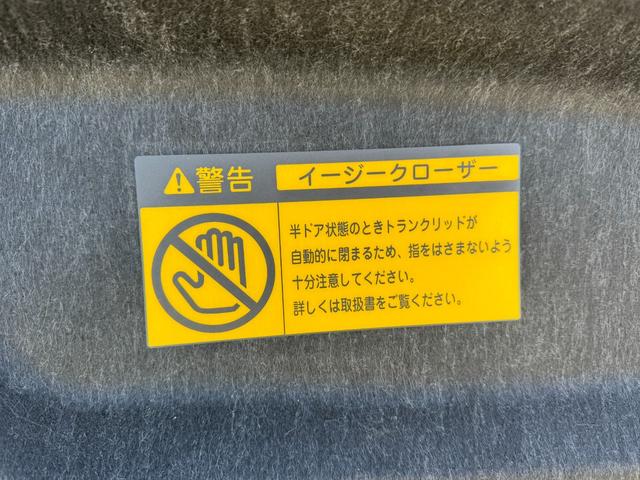 警告 イージークローザー
半ドア状態のときトランクリッドが
自動的に閉まるため、指をはさまないよう
十分注意してください。
詳しくは取扱書をご覧ください。